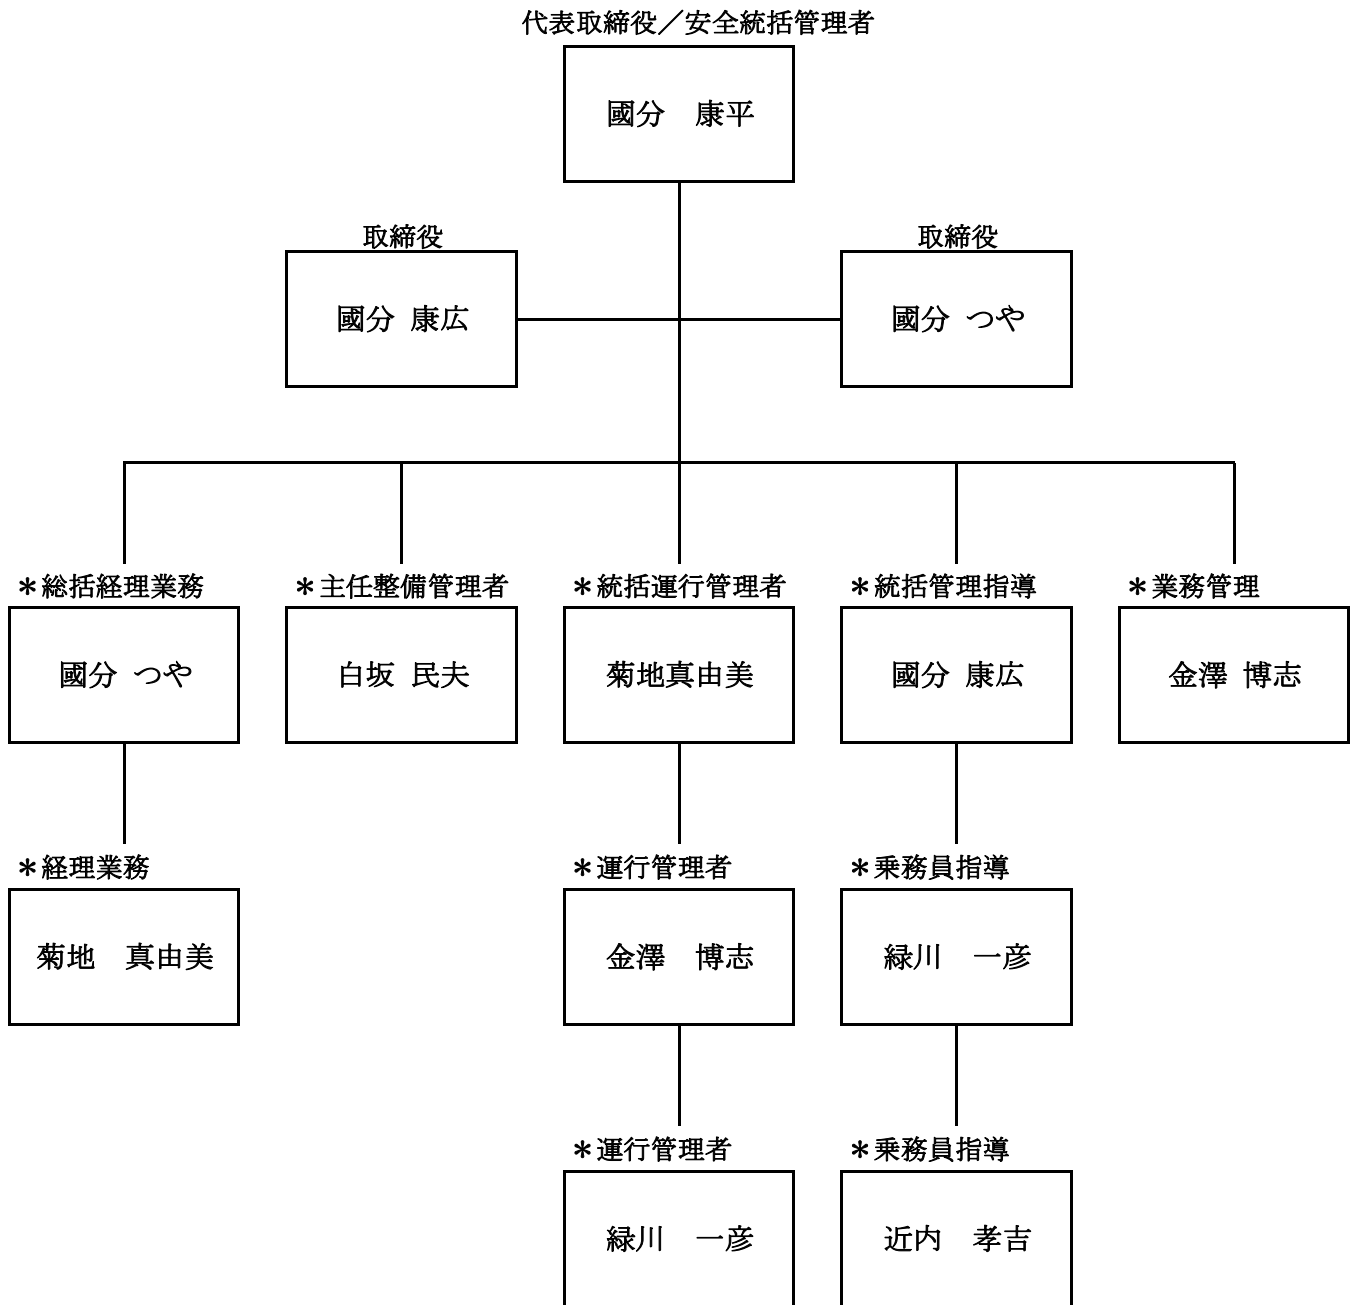 代表取締役／安全統括管理者
國分　康平
取締役
取締役
國分 康広
國分 つや
＊総括経理業務
＊主任整備管理者
＊統括運行管理者
＊統括管理指導
＊業務管理
國分 つや
白坂 民夫
菊地真由美
國分 康広
金澤 博志
＊経理業務
＊運行管理者
＊乗務員指導
菊地　真由美
金澤　博志
緑川　一彦
＊運行管理者
＊乗務員指導
緑川　一彦
近内　孝吉